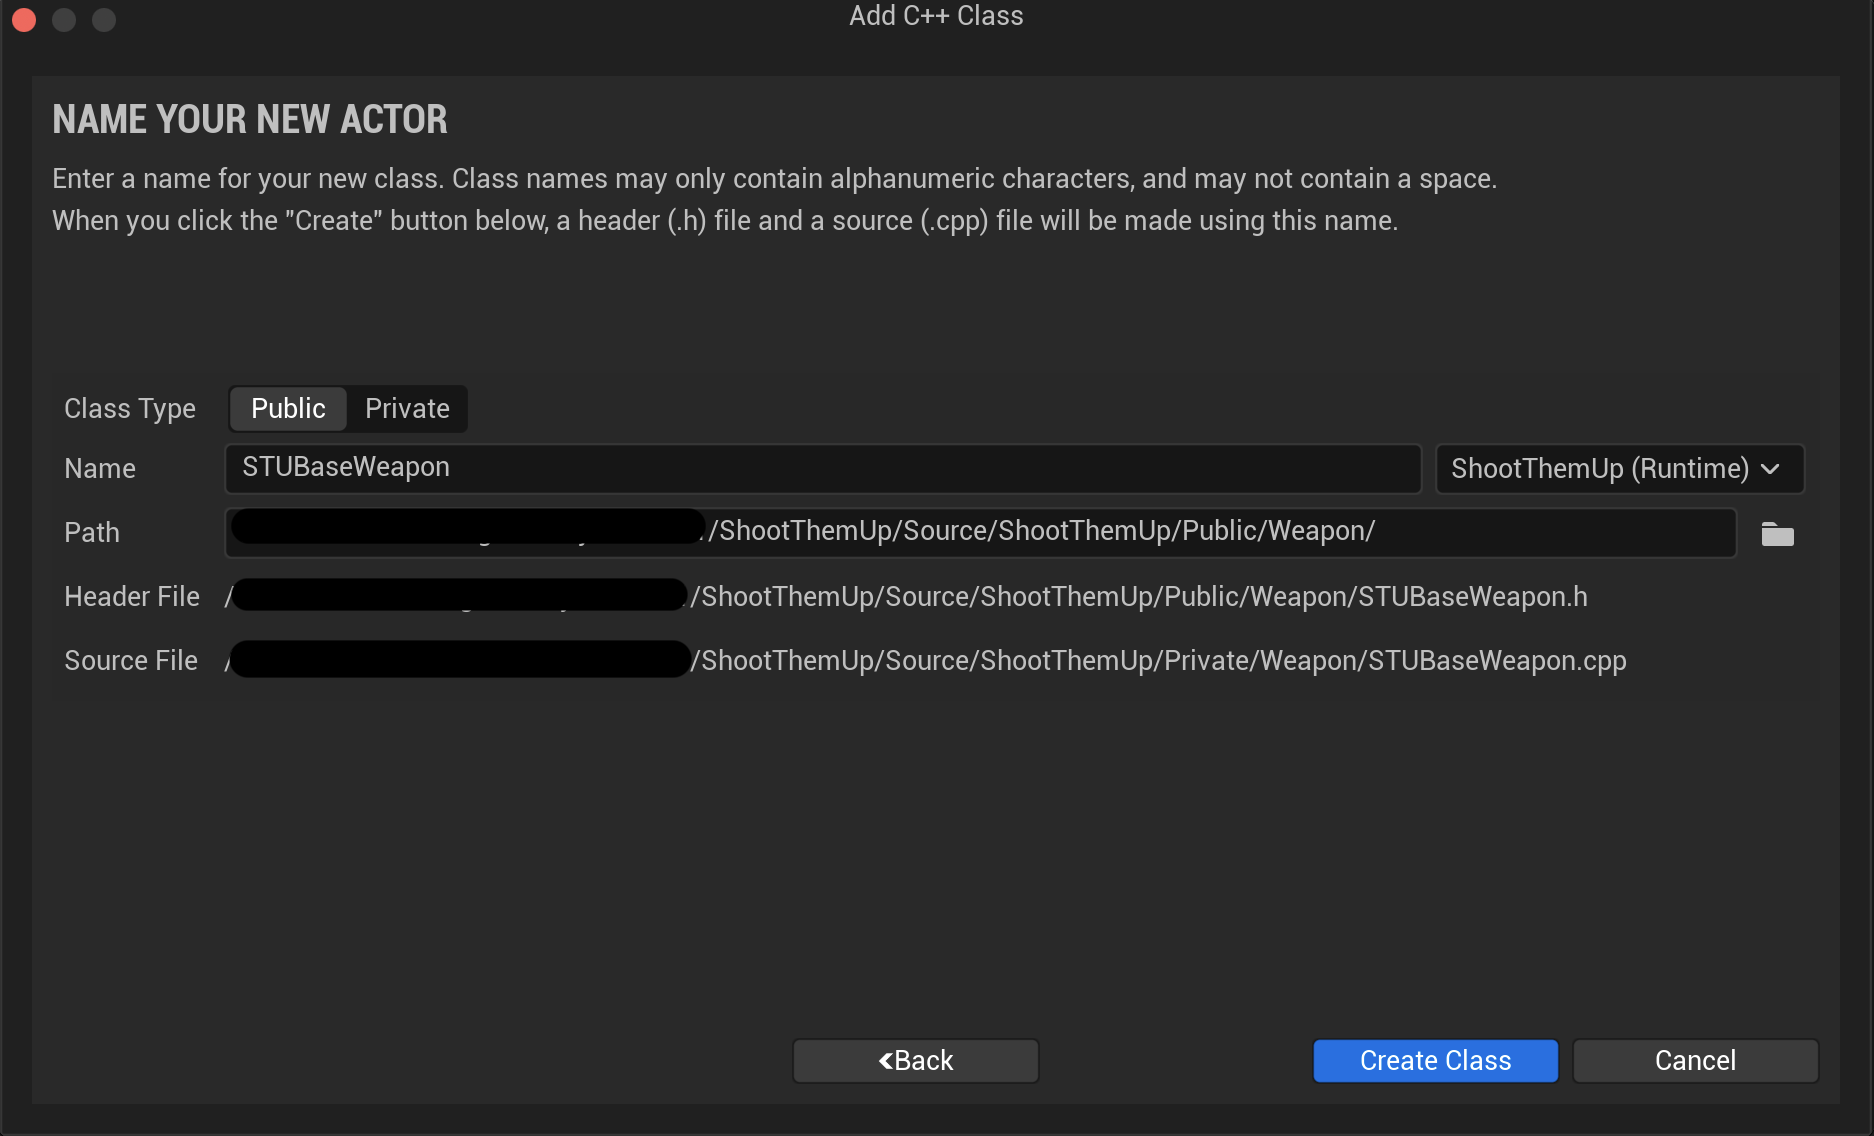 Add C++ Class
NAME YOUR NEW ACTOR
Enter a name for your new class. Class names may only contain alphanumeric characters, and may not contain a space.
When you click the "Create" button below, a header (.h) file and a source (.cpp) file will be made using this name.
Class Type Public Private
Name STUBaseWeapon ShootThemUp (Runtime)
Path /ShootThemUp/Source/ShootThemUp/Public/Weapon/
Header File / /ShootThemUp/Source/ShootThemUp/Public/Weapon/STUBaseWeapon.h
Source File / /ShootThemUp/Source/ShootThemUp/Private/Weapon/STUBaseWeapon.cpp
<Back Create Class Cancel